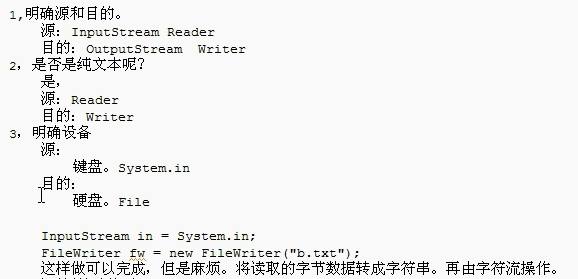 1,明确源和目的。
源: InputStream Reader
目的: OutputStream Writer
2, 是否是纯文本呢?
是,
源: Reader
目的: Writer
3, 明确设备
源:
键盘。System.in
目的:
硬盘。File
InputStream in = System.in;
FileWriter fw = new FileWriter("b.txt");
这样做可以完成, 但是麻烦。将读取的字节数据转成字符串。再由字符流操作。